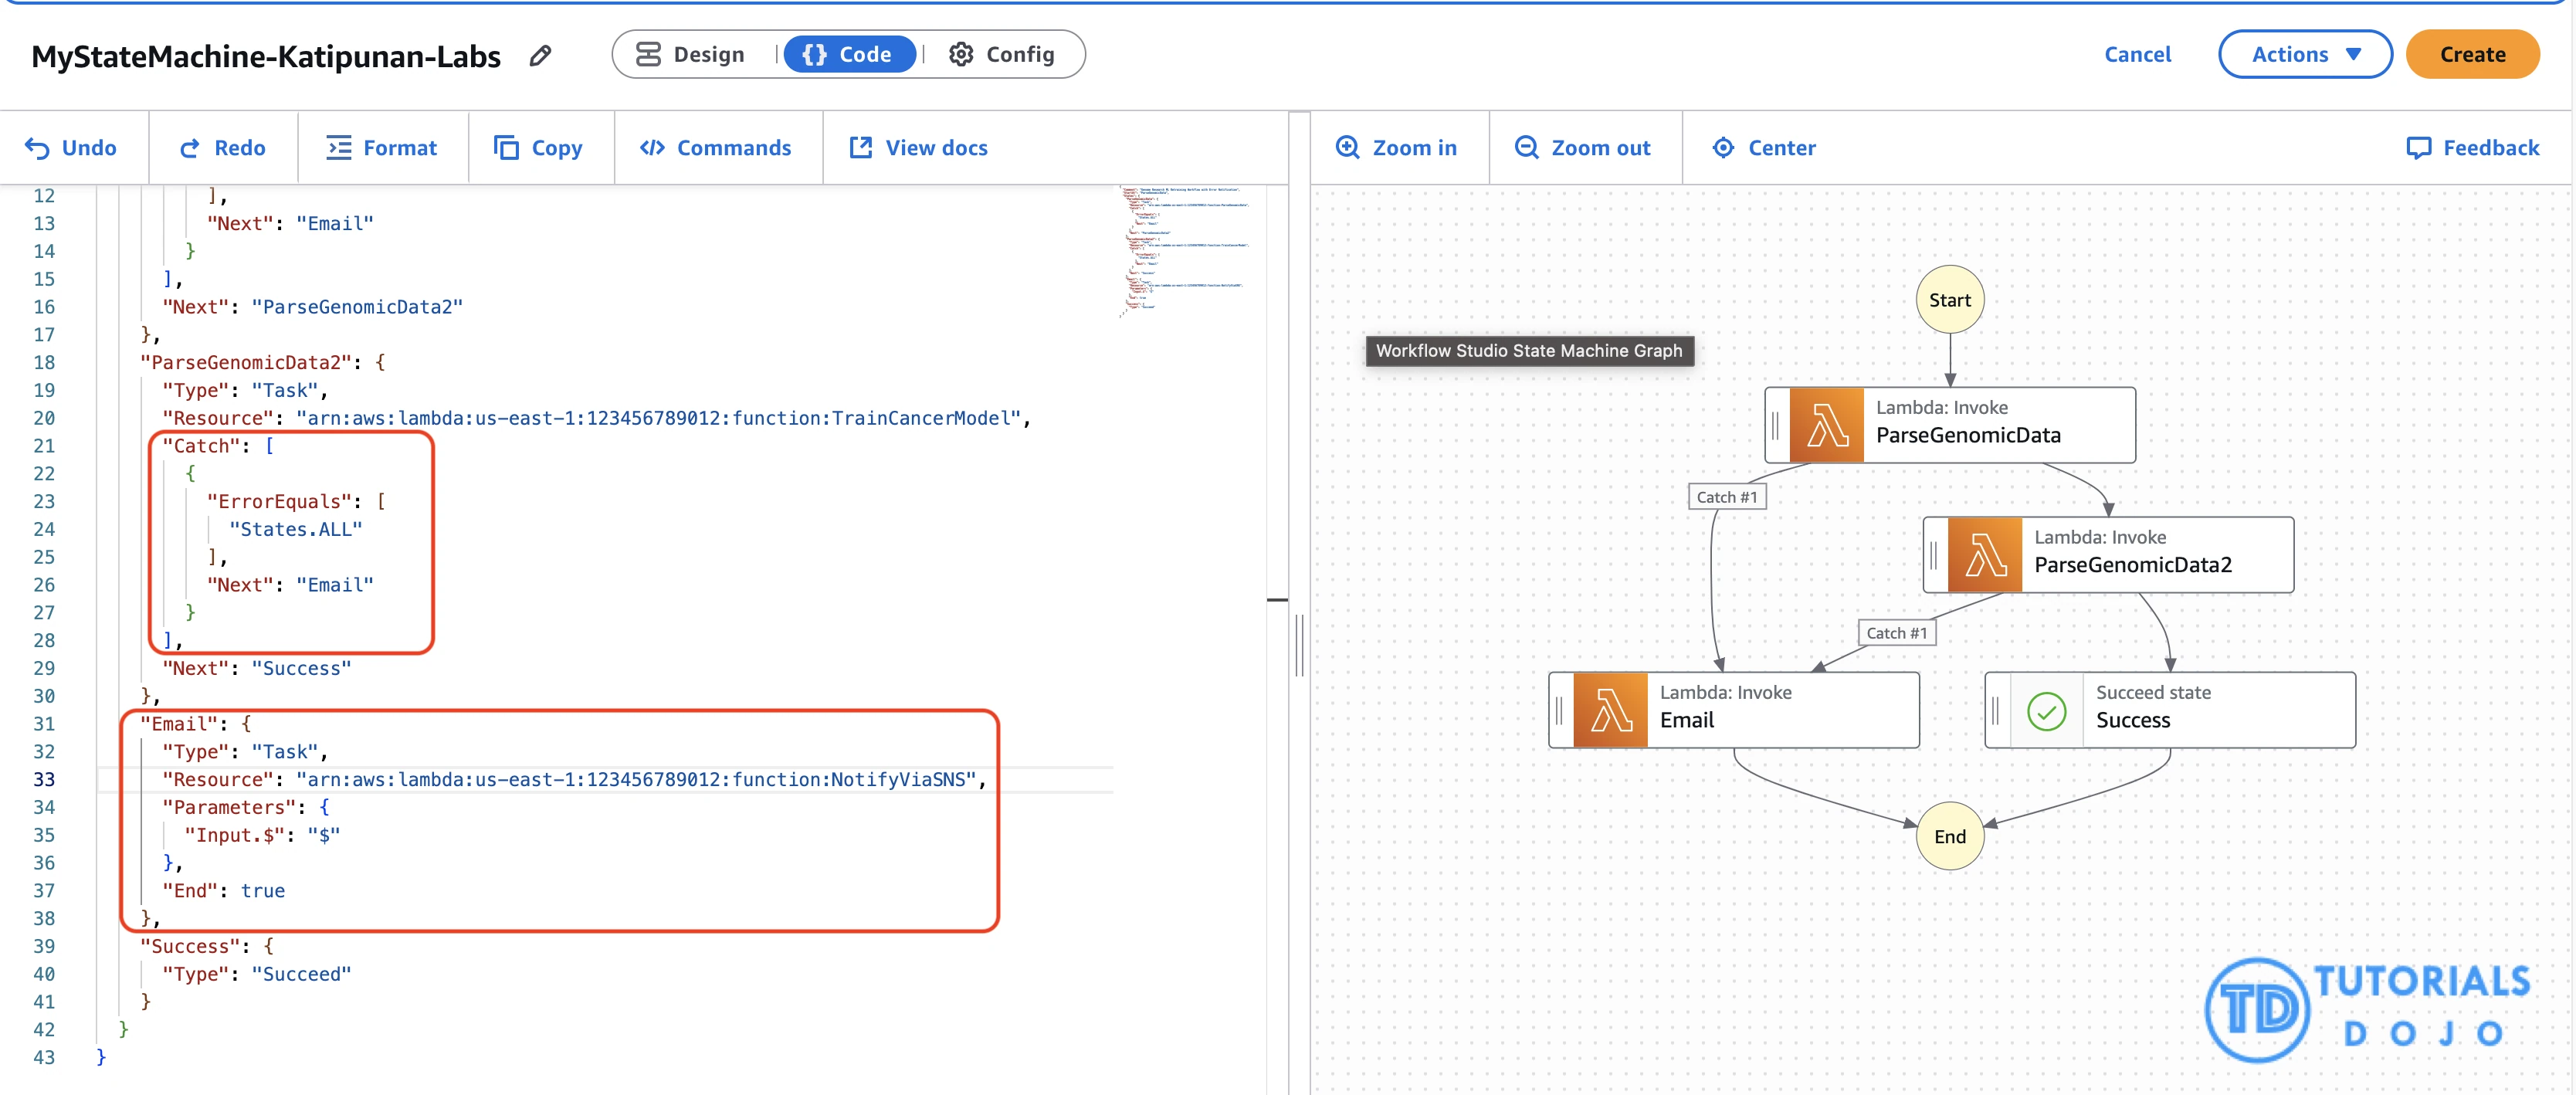 MyStateMachine-Katipunan-Labs
Design
{} Code
Config
Cancel
Actions
Create
Undo
Redo
Format
Copy
Commands
View docs
Zoom in
Zoom out
Center
Feedback
12 ],
13 "Next": "Email"
14 }
15 ],
16 "Next": "ParseGenomicData2"
17 },
18 "ParseGenomicData2": {
19 "Type": "Task",
20 "Resource": "arn:aws:lambda:us-east-1:123456789012:function:TrainCancerModel",
21 "Catch": [
22 {
23 "ErrorEquals": [
24 "States.ALL"
25 ],
26 "Next": "Email"
27 }
28 ],
29 "Next": "Success"
30 },
31 "Email": {
32 "Type": "Task",
33 "Resource": "arn:aws:lambda:us-east-1:123456789012:function:NotifyViaSNS",
34 "Parameters": {
35 "Input.$": "$"
36 },
37 "End": true
38 },
39 "Success": {
40 "Type": "Succeed"
41 }
42 }
43 }
Workflow Studio State Machine Graph
Start
Lambda: Invoke
ParseGenomicData
Catch #1
Lambda: Invoke
ParseGenomicData2
Catch #1
Lambda: Invoke
Email
Succeed state
Success
End
TD
TUTORIALS
DOJO